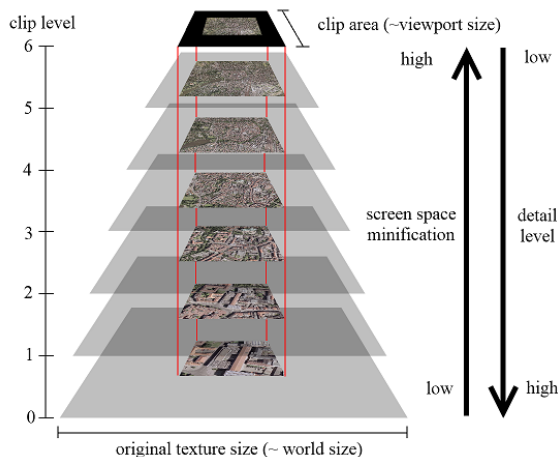 clip level
clip area (~viewport size)
6
high
low
5
4
screen space
minification
detail
level
3
2
1
low
high
0
original texture size (~ world size)